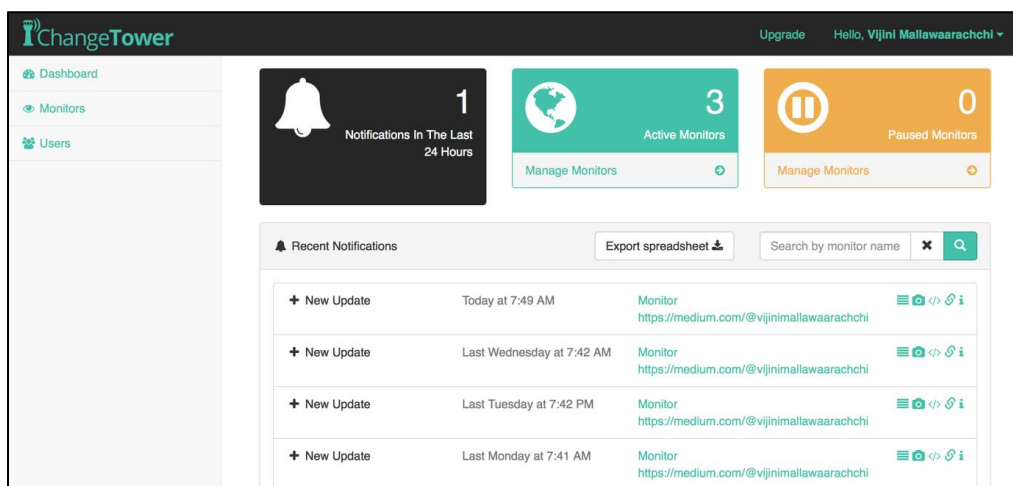 ChangeTower
Upgrade
Hello, Vijini Mallawaarachchi
Dashboard
Monitors
Users
1
Notifications In The Last
24 Hours
3
Active Monitors
Manage Monitors
0
Paused Monitors
Manage Monitors
Recent Notifications
Export spreadsheet
Search by monitor name
New Update
Today at 7:49 AM
Monitor
https://medium.com/@vijinimallawaarachchi
New Update
Last Wednesday at 7:42 AM
Monitor
https://medium.com/@vijinimallawaarachchi
New Update
Last Tuesday at 7:42 PM
Monitor
https://medium.com/@vijinimallawaarachchi
New Update
Last Monday at 7:41 AM
Monitor
https://medium.com/@vijinimallawaarachchi